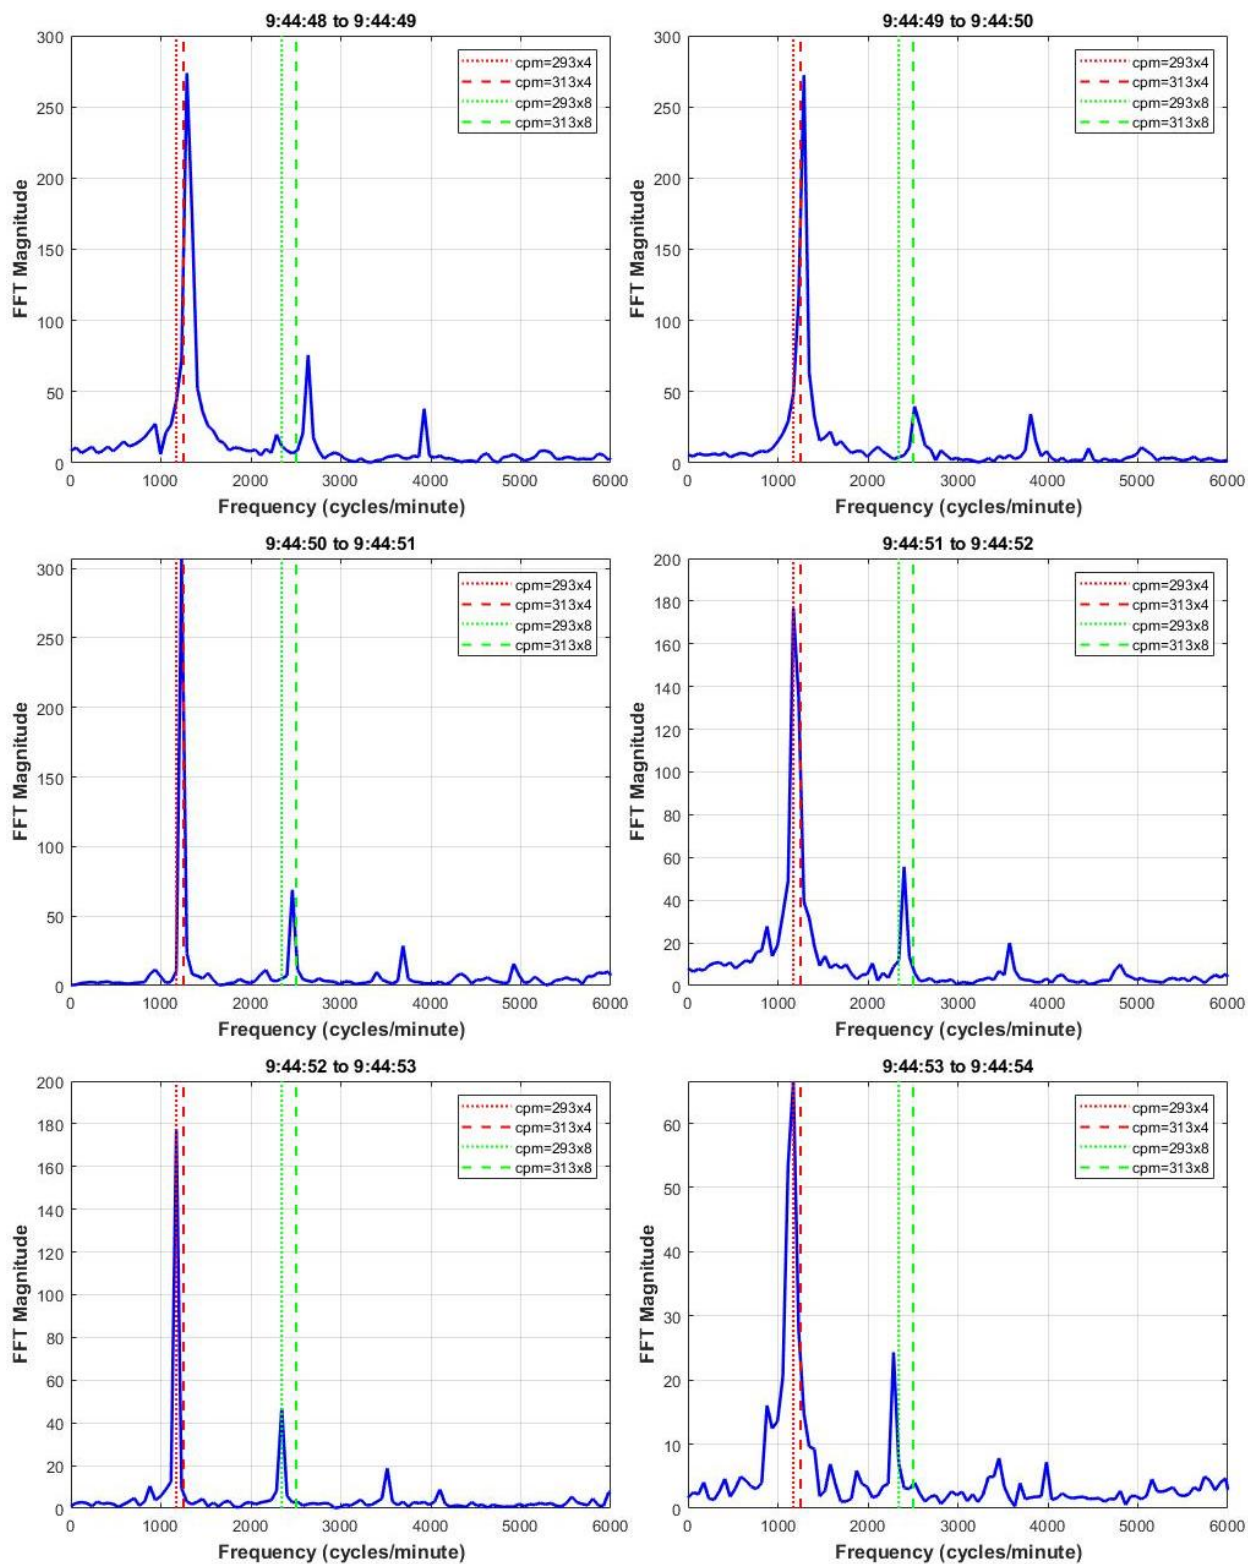 9:44:48 to 9:44:49
300
250
200
150
100
50
0
FFT Magnitude
cpm=293x4
cpm=313x4
cpm=293x8
cpm=313x8
0 1000 2000 3000 4000 5000 6000
Frequency (cycles/minute)
9:44:49 to 9:44:50
300
250
200
150
100
50
0
FFT Magnitude
cpm=293x4
cpm=313x4
cpm=293x8
cpm=313x8
0 1000 2000 3000 4000 5000 6000
Frequency (cycles/minute)
9:44:50 to 9:44:51
300
250
200
150
100
50
0
FFT Magnitude
cpm=293x4
cpm=313x4
cpm=293x8
cpm=313x8
0 1000 2000 3000 4000 5000 6000
Frequency (cycles/minute)
9:44:51 to 9:44:52
200
180
160
140
120
100
80
60
40
20
0
FFT Magnitude
cpm=293x4
cpm=313x4
cpm=293x8
cpm=313x8
0 1000 2000 3000 4000 5000 6000
Frequency (cycles/minute)
9:44:52 to 9:44:53
200
180
160
140
120
100
80
60
40
20
0
FFT Magnitude
cpm=293x4
cpm=313x4
cpm=293x8
cpm=313x8
0 1000 2000 3000 4000 5000 6000
Frequency (cycles/minute)
9:44:53 to 9:44:54
60
50
40
30
20
10
0
FFT Magnitude
cpm=293x4
cpm=313x4
cpm=293x8
cpm=313x8
0 1000 2000 3000 4000 5000 6000
Frequency (cycles/minute)